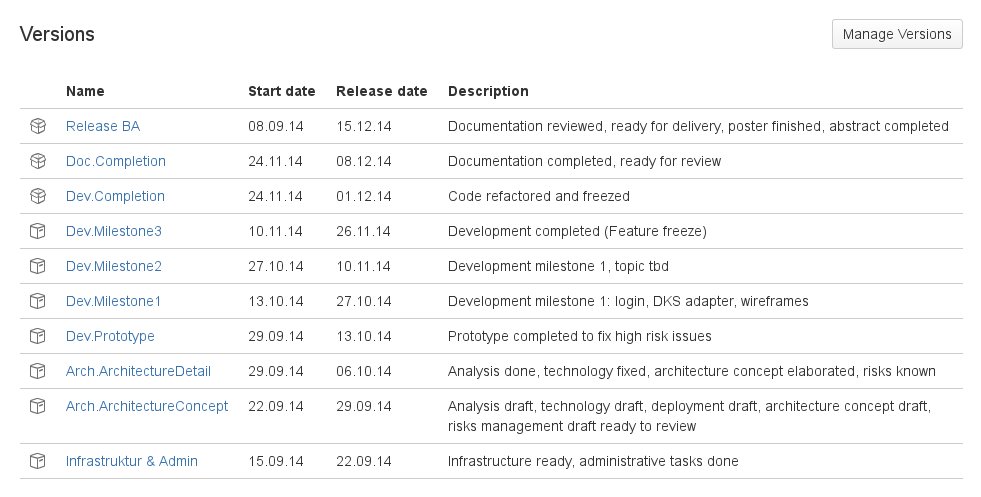 Versions
Manage Versions
Name Start date Release date Description
Release BA 08.09.14 15.12.14 Documentation reviewed, ready for delivery, poster finished, abstract completed
Doc.Completion 24.11.14 08.12.14 Documentation completed, ready for review
Dev.Completion 24.11.14 01.12.14 Code refactored and freezed
Dev.Milestone3 10.11.14 26.11.14 Development completed (Feature freeze)
Dev.Milestone2 27.10.14 10.11.14 Development milestone 1, topic tbd
Dev.Milestone1 13.10.14 27.10.14 Development milestone 1: login, DKS adapter, wireframes
Dev.Prototype 29.09.14 13.10.14 Prototype completed to fix high risk issues
Arch.ArchitectureDetail 29.09.14 06.10.14 Analysis done, technology fixed, architecture concept elaborated, risks known
Arch.ArchitectureConcept 22.09.14 29.09.14 Analysis draft, technology draft, deployment draft, architecture concept draft,
risks management draft ready to review
Infrastruktur & Admin 15.09.14 22.09.14 Infrastructure ready, administrative tasks done